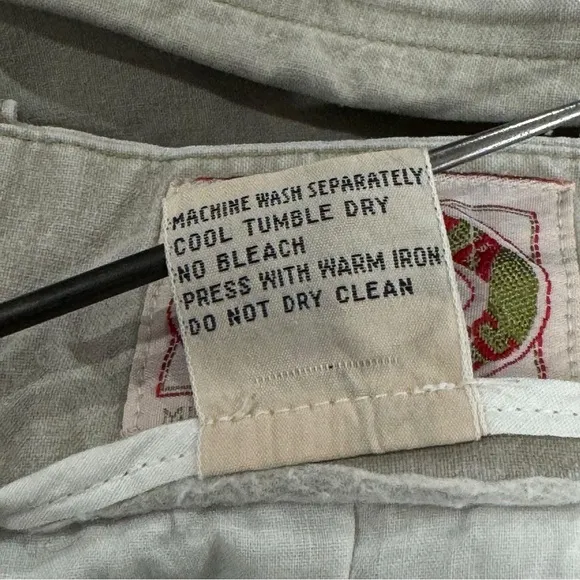 MACHINE WASH SEPARATELY
COOL TUMBLE DRY
NO BLEACH
PRESS WITH WARM IRON
DO NOT DRY CLEAN